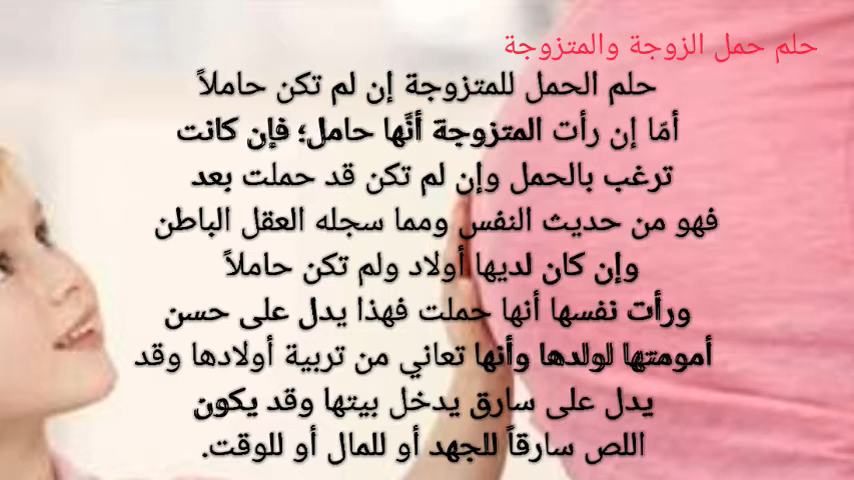 حلم حمل الزوجة والمتزوجة
حلم الحمل للمتزوجة إن لم تكن حاملاً
أمّا إن رأت المتزوجة أنَّها حامل؛ فإن كانت
ترغب بالحمل وإن لم تكن قد حملت بعد
فهو من حديث النفس ومما سجله العقل الباطن
وإن كان لديها أولاد ولم تكن حاملاً
ورأت نفسها أنها حملت فهذا يدل على حسن
أمومتها لولدها وأنها تعاني من تربية أولادها وقد
يدل على سارق يدخل بيتها وقد يكون
اللص سارقاً للجهد أو للمال أو للوقت.